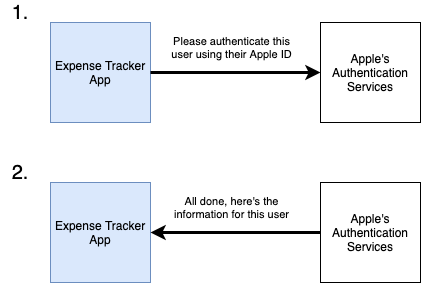 1.
Expense Tracker
App
Please authenticate this
user using their Apple ID
Apple's
Authentication
Services
2.
Expense Tracker
App
All done, here's the
information for this user
Apple's
Authentication
Services